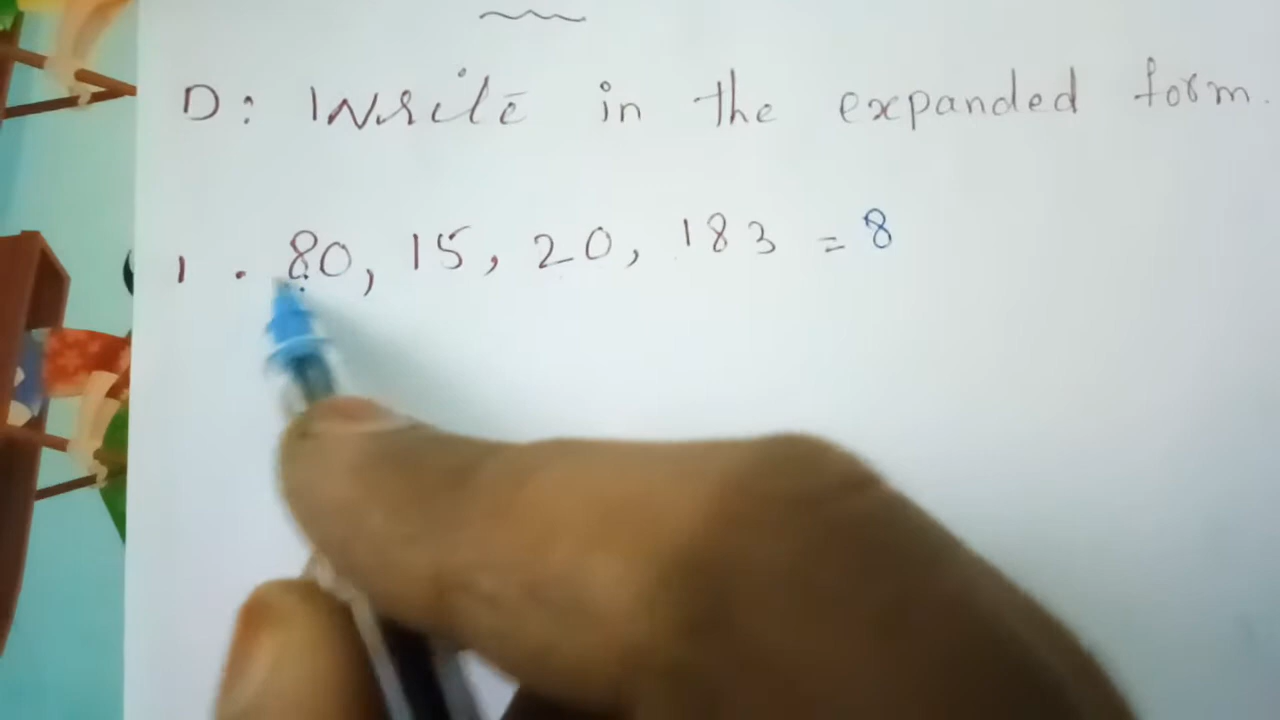 D: Write in the expanded form.
1. 80, 15, 20, 183 = 8